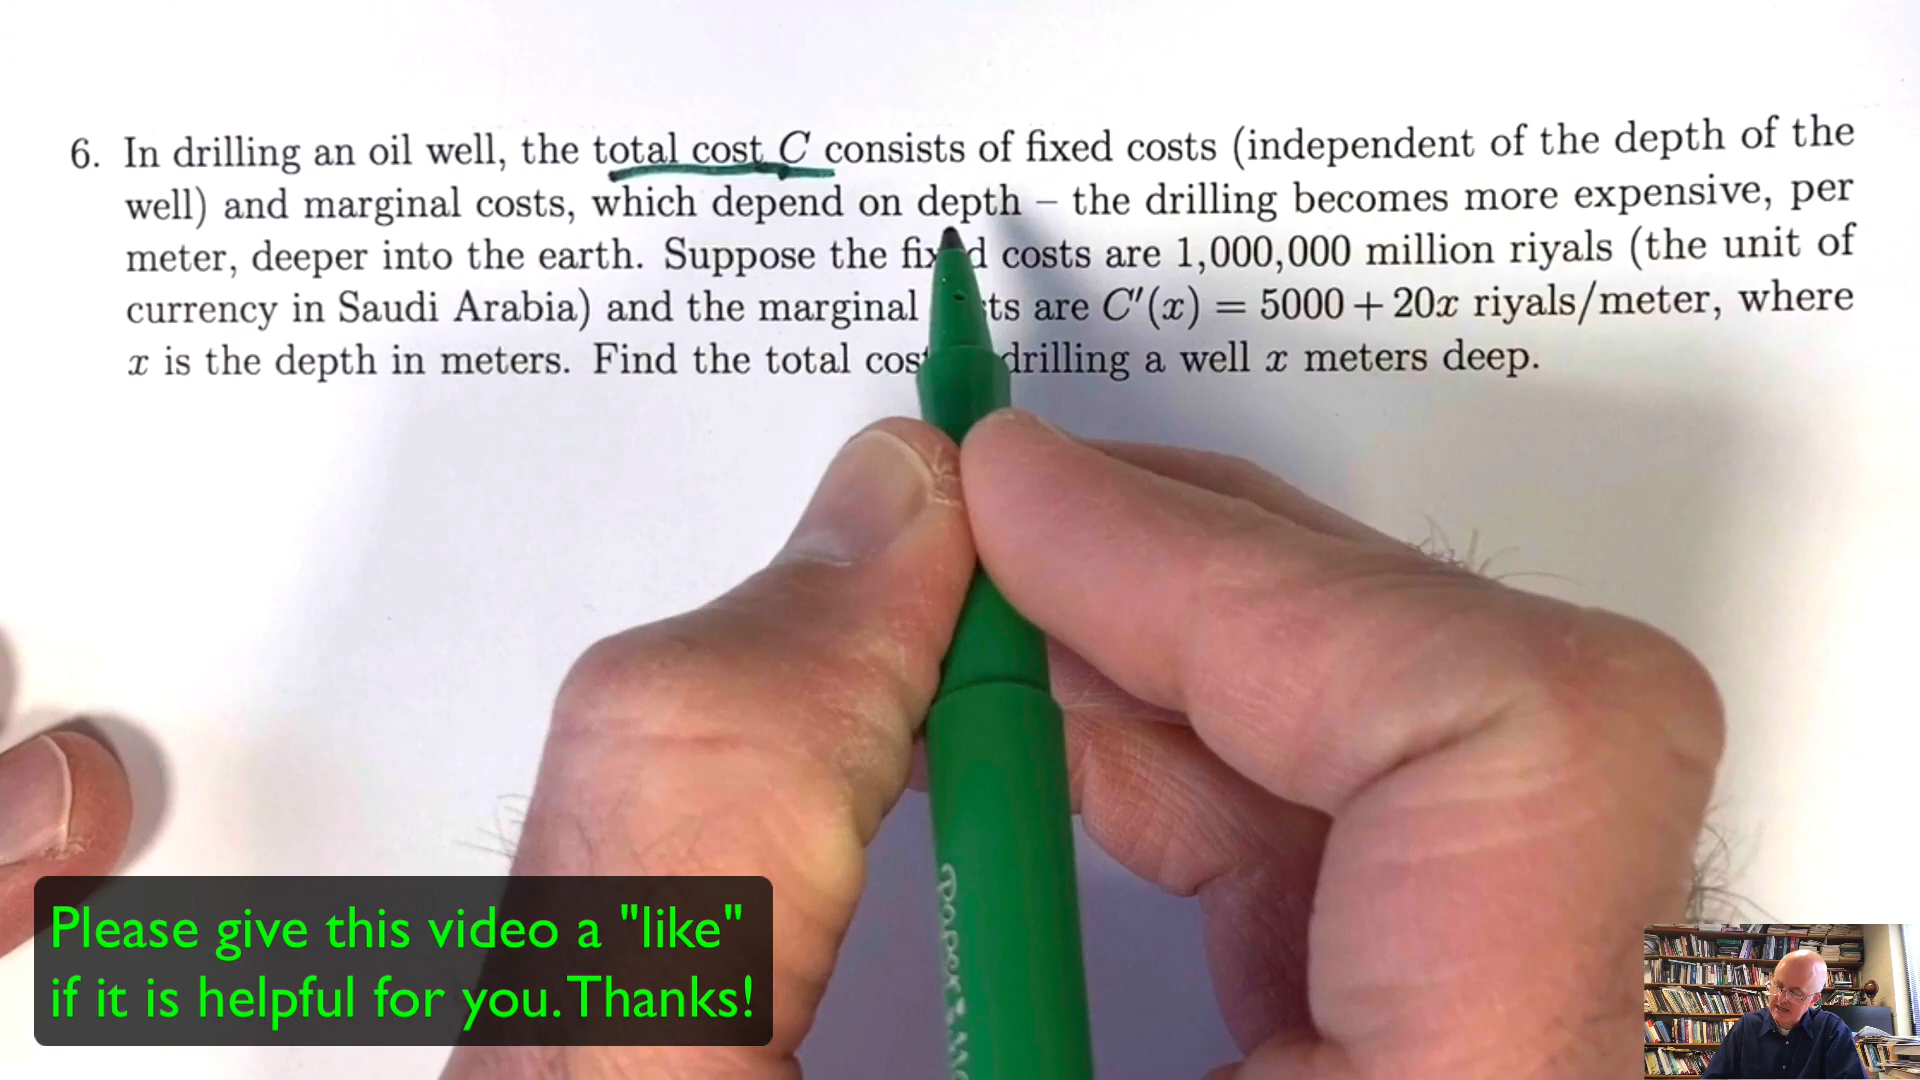 6. In drilling an oil well, the total cost C consists of fixed costs (independent of the depth of the
well) and marginal costs, which depend on depth – the drilling becomes more expensive, per
meter, deeper into the earth. Suppose the fixed costs are 1,000,000 million riyals (the unit of
currency in Saudi Arabia) and the marginal are C′(x) = 5000 + 20x riyals/meter, where
x is the depth in meters. Find the total drilling a well x meters deep.
Please give this video a "like"
if it is helpful for you. Thanks!